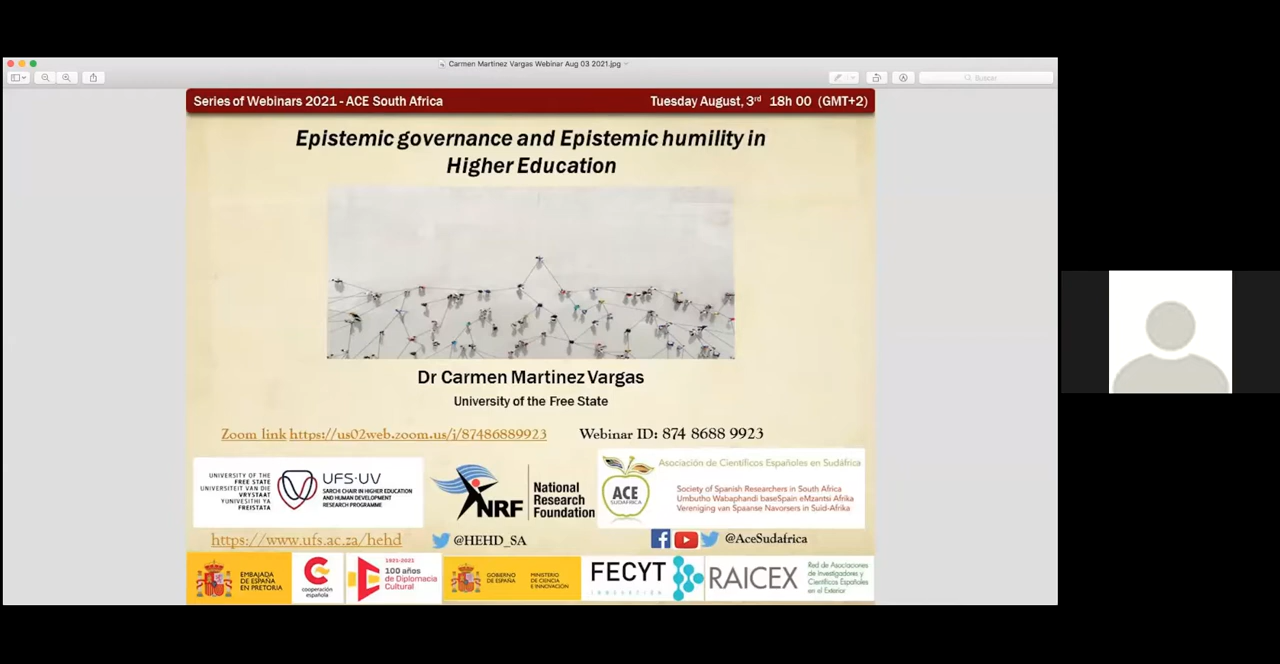 Carmen Martinez Vargas Webinar Aug 03 2021.jpg
Buscar
Series of Webinars 2021 - ACE South Africa
Tuesday August, 3rd 18h 00 (GMT+2)
Epistemic governance and Epistemic humility in
Higher Education
Dr Carmen Martinez Vargas
University of the Free State
Zoom link https://us02web.zoom.us/j/87486889923
Webinar ID: 874 8688 9923
UNIVERSITY OF THE
FREE STATE
UNIVERSITEIT VAN DIE
VRYSTAAT
YUNIVESITHI YA
FREISTATA
UFS·UV
SARCHI CHAIR IN HIGHER EDUCATION
AND HUMAN DEVELOPMENT
RESEARCH PROGRAMME
NRF
National
Research
Foundation
ACE
SUDÁFRICA
Asociación de Científicos Españoles en Sudáfrica
Society of Spanish Researchers in South Africa
Umbutho Wabaphandi baseSpain eMzantsi Afrika
Vereniging van Spaanse Navorsers in Suid-Afrika
https://www.ufs.ac.za/hehd
@HEHD_SA
@AceSudafrica
EMBAJADA
DE ESPAÑA
EN PRETORIA
cooperación
española
1921-2021
100 años
de Diplomacia
Cultural
GOBIERNO
DE ESPAÑA
MINISTERIO
DE CIENCIA
E INNOVACIÓN
FECYT
INNOVATION
RAICEX
Red de Asociaciones
de Investigadores y
Científicos Españoles
en el Exterior